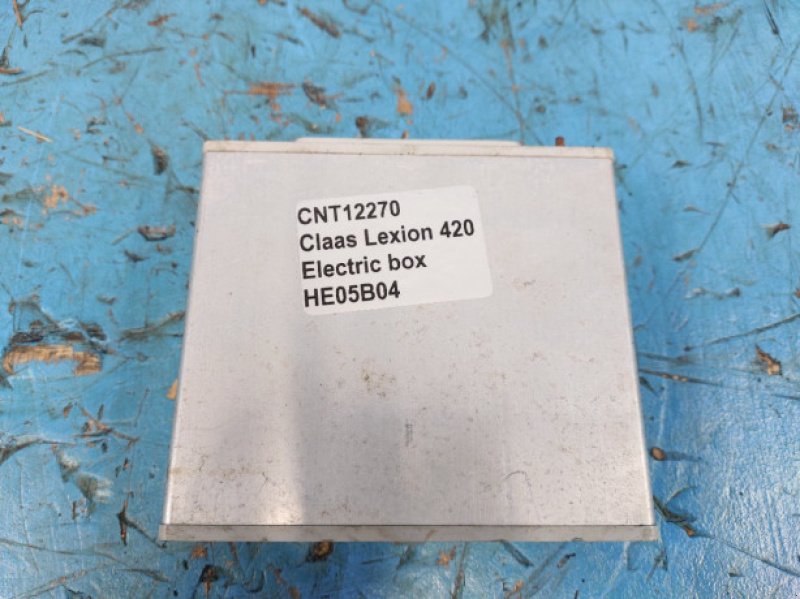 CNT12270
Claas Lexion 420
Electric box
HE05B04